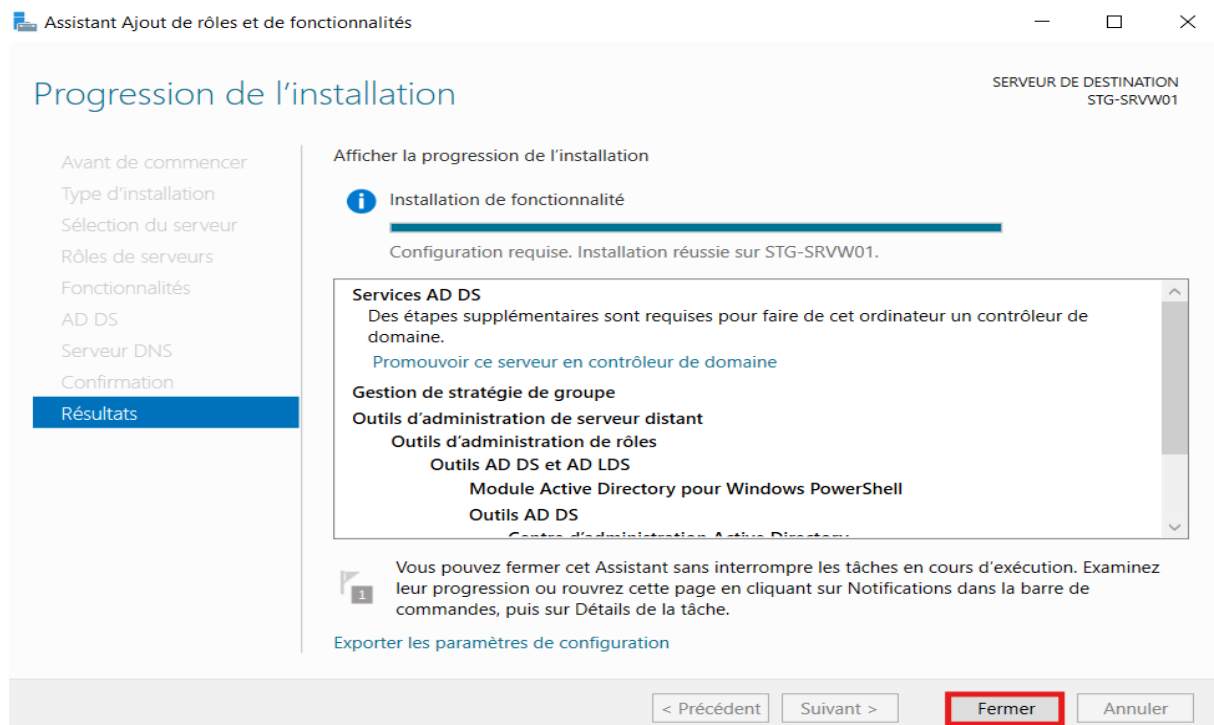 Assistant Ajout de rôles et de fonctionnalités
Progression de l'installation
SERVEUR DE DESTINATION
STG-SRVW01
Avant de commencer
Type d'installation
Sélection du serveur
Rôles de serveurs
Fonctionnalités
AD DS
Serveur DNS
Confirmation
Résultats
Afficher la progression de l'installation
Installation de fonctionnalité
Configuration requise. Installation réussie sur STG-SRVW01.
Services AD DS
Des étapes supplémentaires sont requises pour faire de cet ordinateur un contrôleur de
domaine.
Promouvoir ce serveur en contrôleur de domaine
Gestion de stratégie de groupe
Outils d'administration de serveur distant
Outils d'administration de rôles
Outils AD DS et AD LDS
Module Active Directory pour Windows PowerShell
Outils AD DS
Centre d'administration Active Directory
1
Vous pouvez fermer cet Assistant sans interrompre les tâches en cours d'exécution. Examinez
leur progression ou rouvrez cette page en cliquant sur Notifications dans la barre de
commandes, puis sur Détails de la tâche.
Exporter les paramètres de configuration
< Précédent
Suivant >
Fermer
Annuler